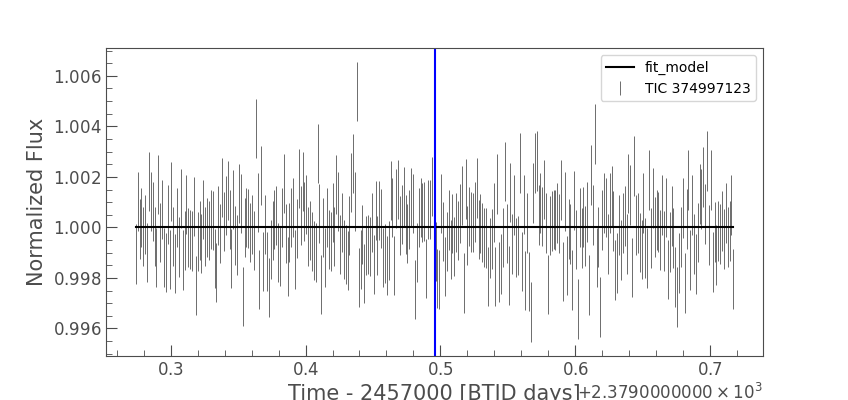 fit_model
TIC 374997123
Normalized Flux
1.006
1.004
1.002
1.000
0.998
0.996
0.3
0.4
0.5
0.6
0.7
Time - 2457000 [BTJD days]
+2.3790000000 × 10³